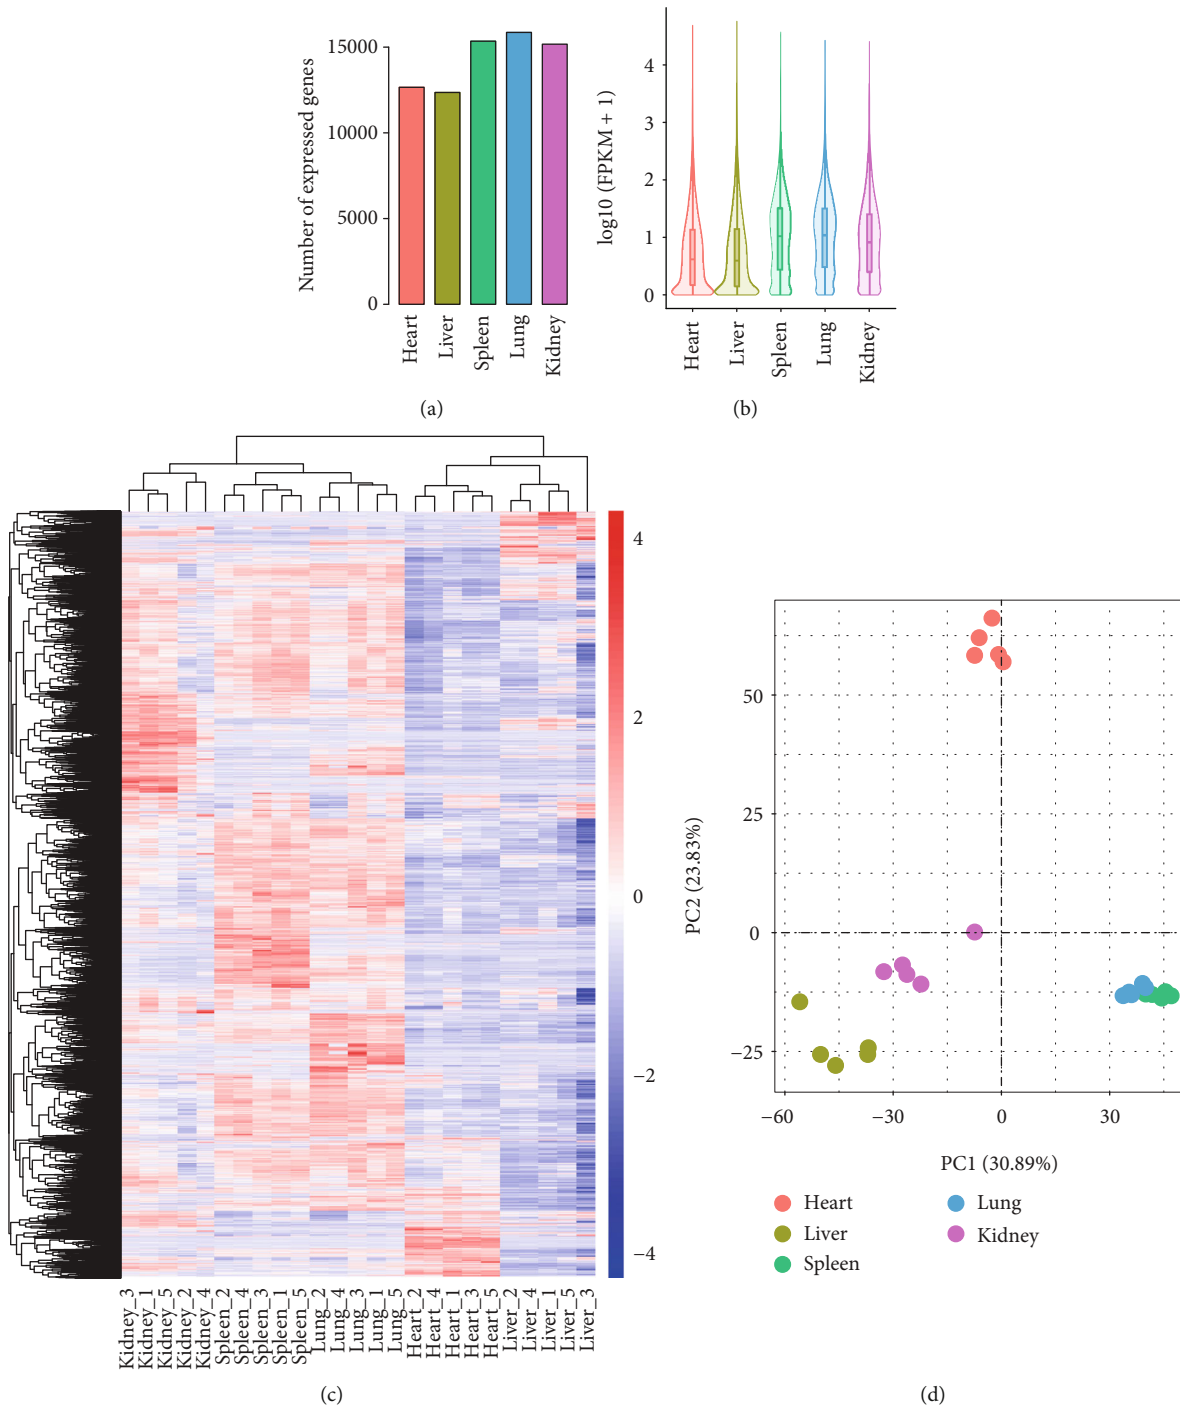 Number of expressed genes
15000
10000
5000
0
Heart
Liver
Spleen
Lung
Kidney
(a)
log10 (FPKM + 1)
4
3
2
1
0
Heart
Liver
Spleen
Lung
Kidney
(b)
4
2
0
−2
−4
Kidney_3
Kidney_1
Kidney_5
Kidney_2
Kidney_4
Spleen_2
Spleen_4
Spleen_3
Spleen_1
Spleen_5
Lung_2
Lung_4
Lung_3
Lung_1
Lung_5
Heart_2
Heart_4
Heart_1
Heart_3
Heart_5
Liver_2
Liver_4
Liver_1
Liver_5
Liver_3
(c)
PC2 (23.83%)
50
25
0
−25
−60
−30
0
30
PC1 (30.89%)
Heart
Liver
Spleen
Lung
Kidney
(d)